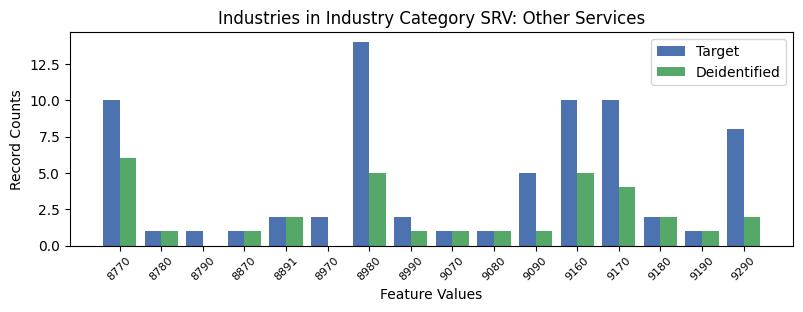 Industries in Industry Category SRV: Other Services
Target
Deidentified
Record Counts
12.5
10.0
7.5
5.0
2.5
0.0
8770 8780 8790 8870 8891 8970 8980 8990 9070 9080 9090 9160 9170 9180 9190 9290
Feature Values